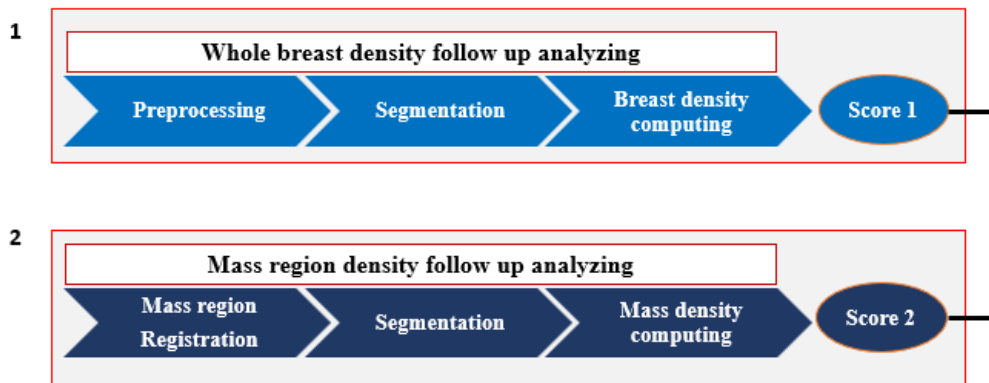 1
Whole breast density follow up analyzing
Preprocessing
Segmentation
Breast density
computing
Score 1
2
Mass region density follow up analyzing
Mass region
Registration
Segmentation
Mass density
computing
Score 2